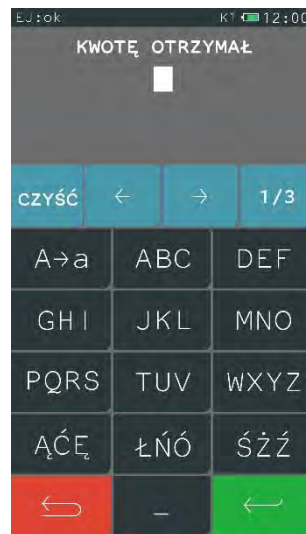 EJ:ok K1 12:00
KWOTĘ OTRZYMAŁ
CZYŚĆ ← → 1/3
A→a ABC DEF
GHI JKL MNO
PQRS TUV WXYZ
ĄĆĘ ŁŃÓ ŚŻŹ
_